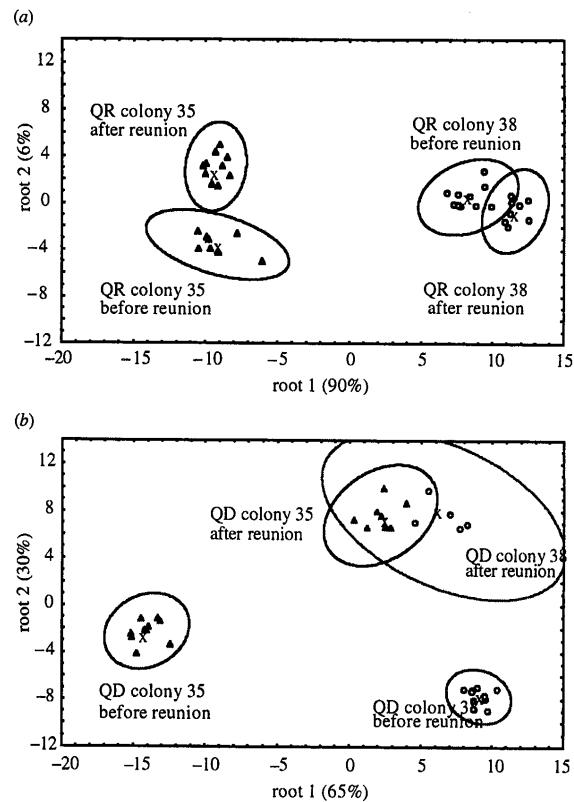 (a)
12
8
4
0
−4
−8
−12
root 2 (6%)
QR colony 35
after reunion
QR colony 38
before reunion
QR colony 35
before reunion
QR colony 38
after reunion
−20
−15
−10
−5
0
5
10
15
root 1 (90%)
(b)
12
8
4
0
−4
−8
−12
root 2 (30%)
QD colony 35
after reunion
QD colony 38
after reunion
QD colony 35
before reunion
QD colony 38
before reunion
−20
−15
−10
−5
0
5
10
15
root 1 (65%)